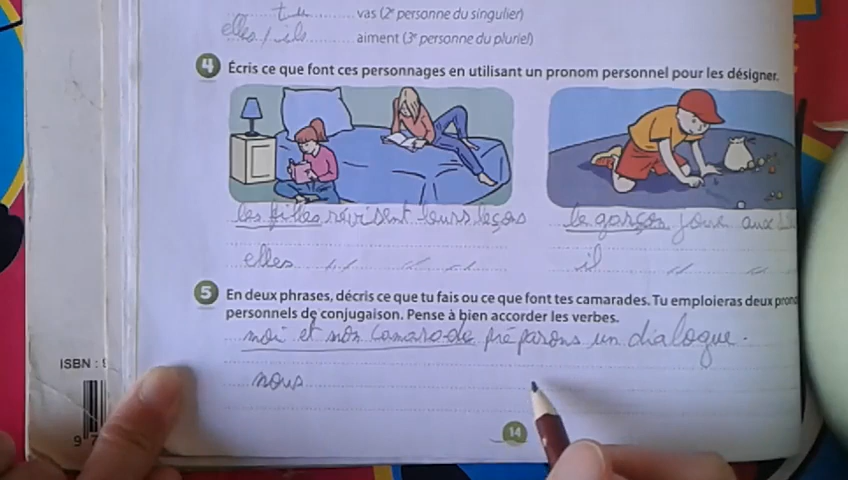 tu vas (2e personne du singulier)
elles / ils aiment (3e personne du pluriel)
4 Écris ce que font ces personnages en utilisant un pronom personnel pour les désigner.
les filles révisent leurs leçons
le garçon joue aux
elles 〃 〃 〃
il 〃 〃
5 En deux phrases, décris ce que tu fais ou ce que font tes camarades. Tu emploieras deux
personnels de conjugaison. Pense à bien accorder les verbes.
moi et mon camarade préparons un dialogue.
nous
ISBN : 9
14